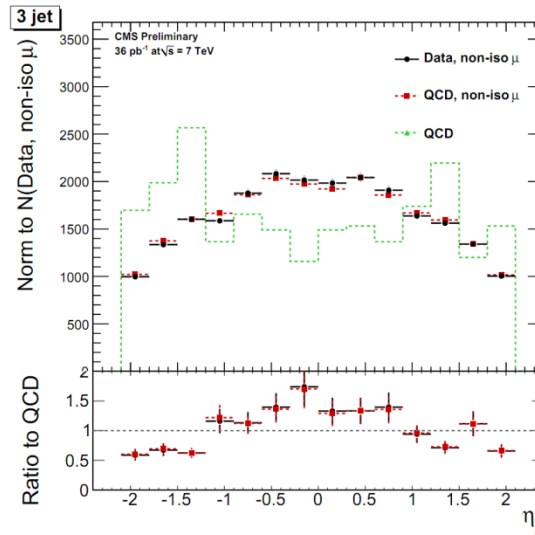 3 jet
CMS Preliminary
36 pb-1 at√s = 7 TeV
Data, non-iso μ
QCD, non-iso μ
QCD
Norm to N(Data, non-iso μ)
3500
3000
2500
2000
1500
1000
500
Ratio to QCD
2
1.5
1
0.5
0
-2 -1.5 -1 -0.5 0 0.5 1 1.5 2
η